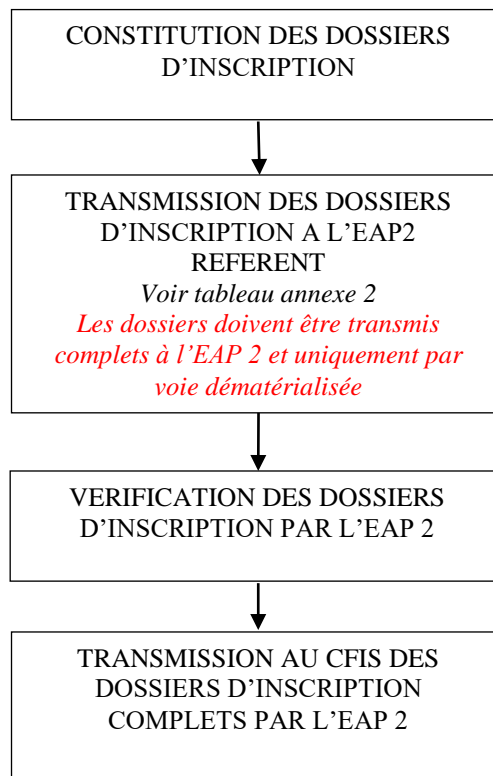 CONSTITUTION DES DOSSIERS
D’INSCRIPTION
TRANSMISSION DES DOSSIERS
D’INSCRIPTION A L’EAP2
REFERENT
Voir tableau annexe 2
Les dossiers doivent être transmis
complets à l’EAP 2 et uniquement par
voie dématérialisée
VERIFICATION DES DOSSIERS
D’INSCRIPTION PAR L’EAP 2
TRANSMISSION AU CFIS DES
DOSSIERS D’INSCRIPTION
COMPLETS PAR L’EAP 2